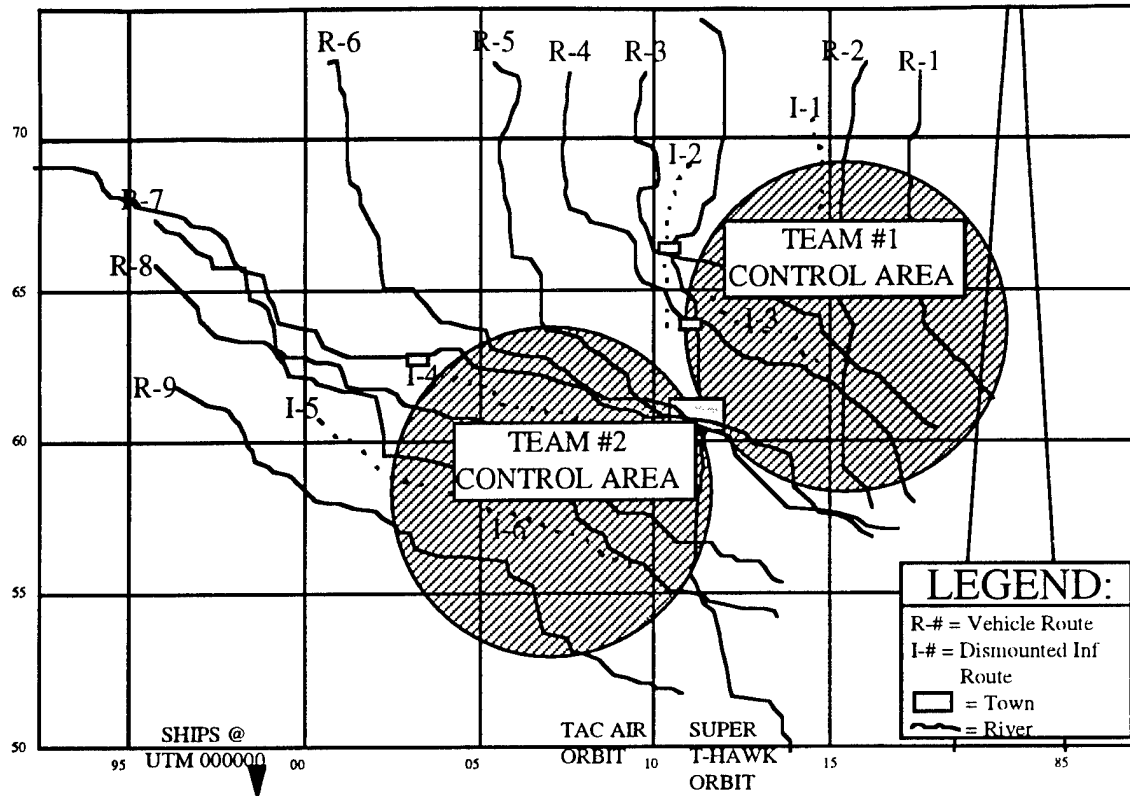 R-6
R-5
R-4
R-3
R-2
R-1
I-1
70
I-2
R-7
TEAM #1
CONTROL AREA
R-8
65
I-3
R-9
I-4
I-5
60
TEAM #2
CONTROL AREA
I-6
55
LEGEND:
R-# = Vehicle Route
I-# = Dismounted Inf
Route
= Town
= River
50
SHIPS @
UTM 000000
TAC AIR
ORBIT
SUPER
T-HAWK
ORBIT
95
00
05
10
15
85